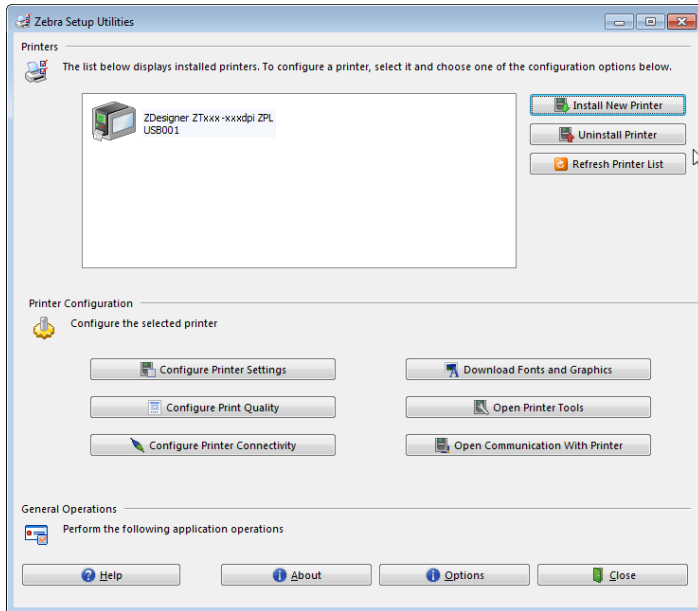 Zebra Setup Utilities
Printers
The list below displays installed printers. To configure a printer, select it and choose one of the configuration options below.
ZDesigner ZTxxx -xxxdpi ZPL
USB001
Install New Printer
Uninstall Printer
Refresh Printer List
Printer Configuration
Configure the selected printer
Configure Printer Settings
Download Fonts and Graphics
Configure Print Quality
Open Printer Tools
Configure Printer Connectivity
Open Communication With Printer
General Operations
Perform the following application operations
Help
About
Options
Close